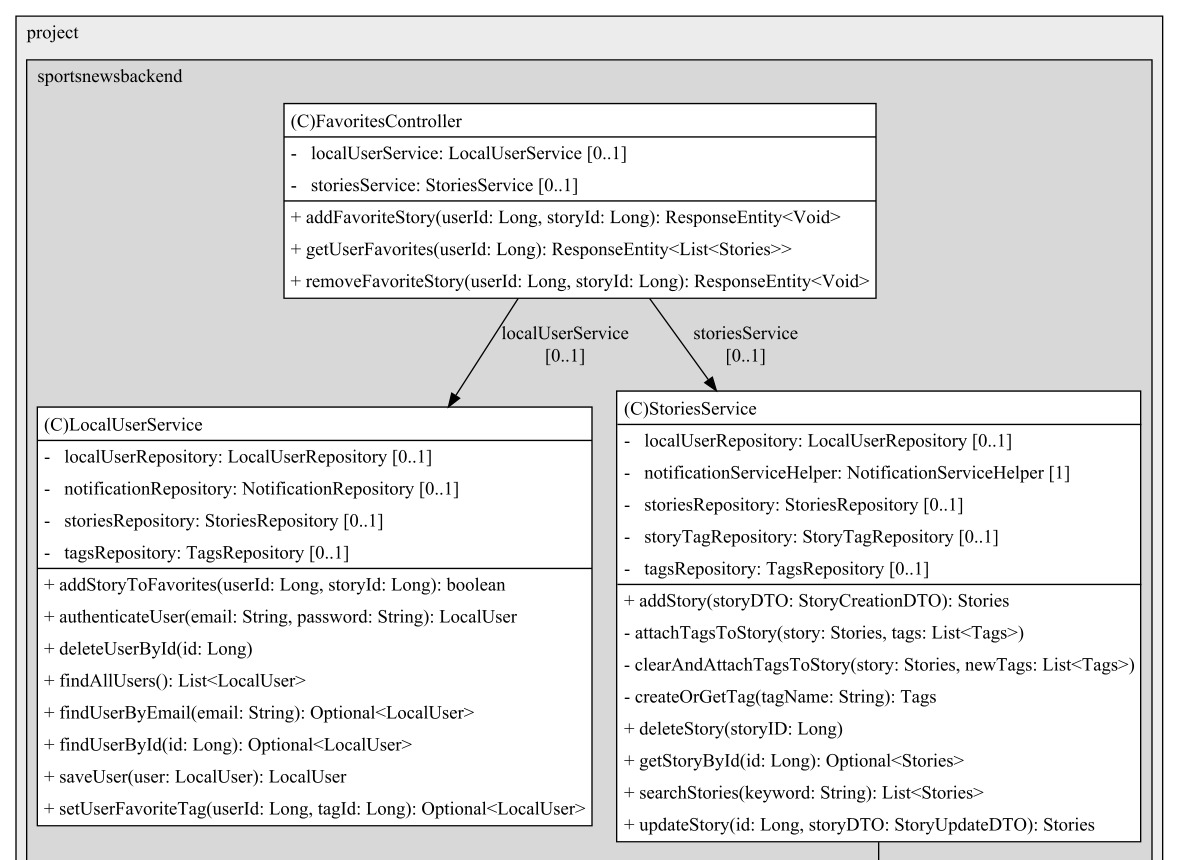 project
sportsnewsbackend
(C)FavoritesController
- localUserService: LocalUserService [0..1]
- storiesService: StoriesService [0..1]
+ addFavoriteStory(userId: Long, storyId: Long): ResponseEntity<Void>
+ getUserFavorites(userId: Long): ResponseEntity<List<Stories>>
+ removeFavoriteStory(userId: Long, storyId: Long): ResponseEntity<Void>
localUserService
[0..1]
storiesService
[0..1]
(C)LocalUserService
- localUserRepository: LocalUserRepository [0..1]
- notificationRepository: NotificationRepository [0..1]
- storiesRepository: StoriesRepository [0..1]
- tagsRepository: TagsRepository [0..1]
+ addStoryToFavorites(userId: Long, storyId: Long): boolean
+ authenticateUser(email: String, password: String): LocalUser
+ deleteUserById(id: Long)
+ findAllUsers(): List<LocalUser>
+ findUserByEmail(email: String): Optional<LocalUser>
+ findUserById(id: Long): Optional<LocalUser>
+ saveUser(user: LocalUser): LocalUser
+ setUserFavoriteTag(userId: Long, tagId: Long): Optional<LocalUser>
(C)StoriesService
- localUserRepository: LocalUserRepository [0..1]
- notificationServiceHelper: NotificationServiceHelper [1]
- storiesRepository: StoriesRepository [0..1]
- storyTagRepository: StoryTagRepository [0..1]
- tagsRepository: TagsRepository [0..1]
+ addStory(storyDTO: StoryCreationDTO): Stories
- attachTagsToStory(story: Stories, tags: List<Tags>)
- clearAndAttachTagsToStory(story: Stories, newTags: List<Tags>)
- createOrGetTag(tagName: String): Tags
+ deleteStory(storyID: Long)
+ getStoryById(id: Long): Optional<Stories>
+ searchStories(keyword: String): List<Stories>
+ updateStory(id: Long, storyDTO: StoryUpdateDTO): Stories